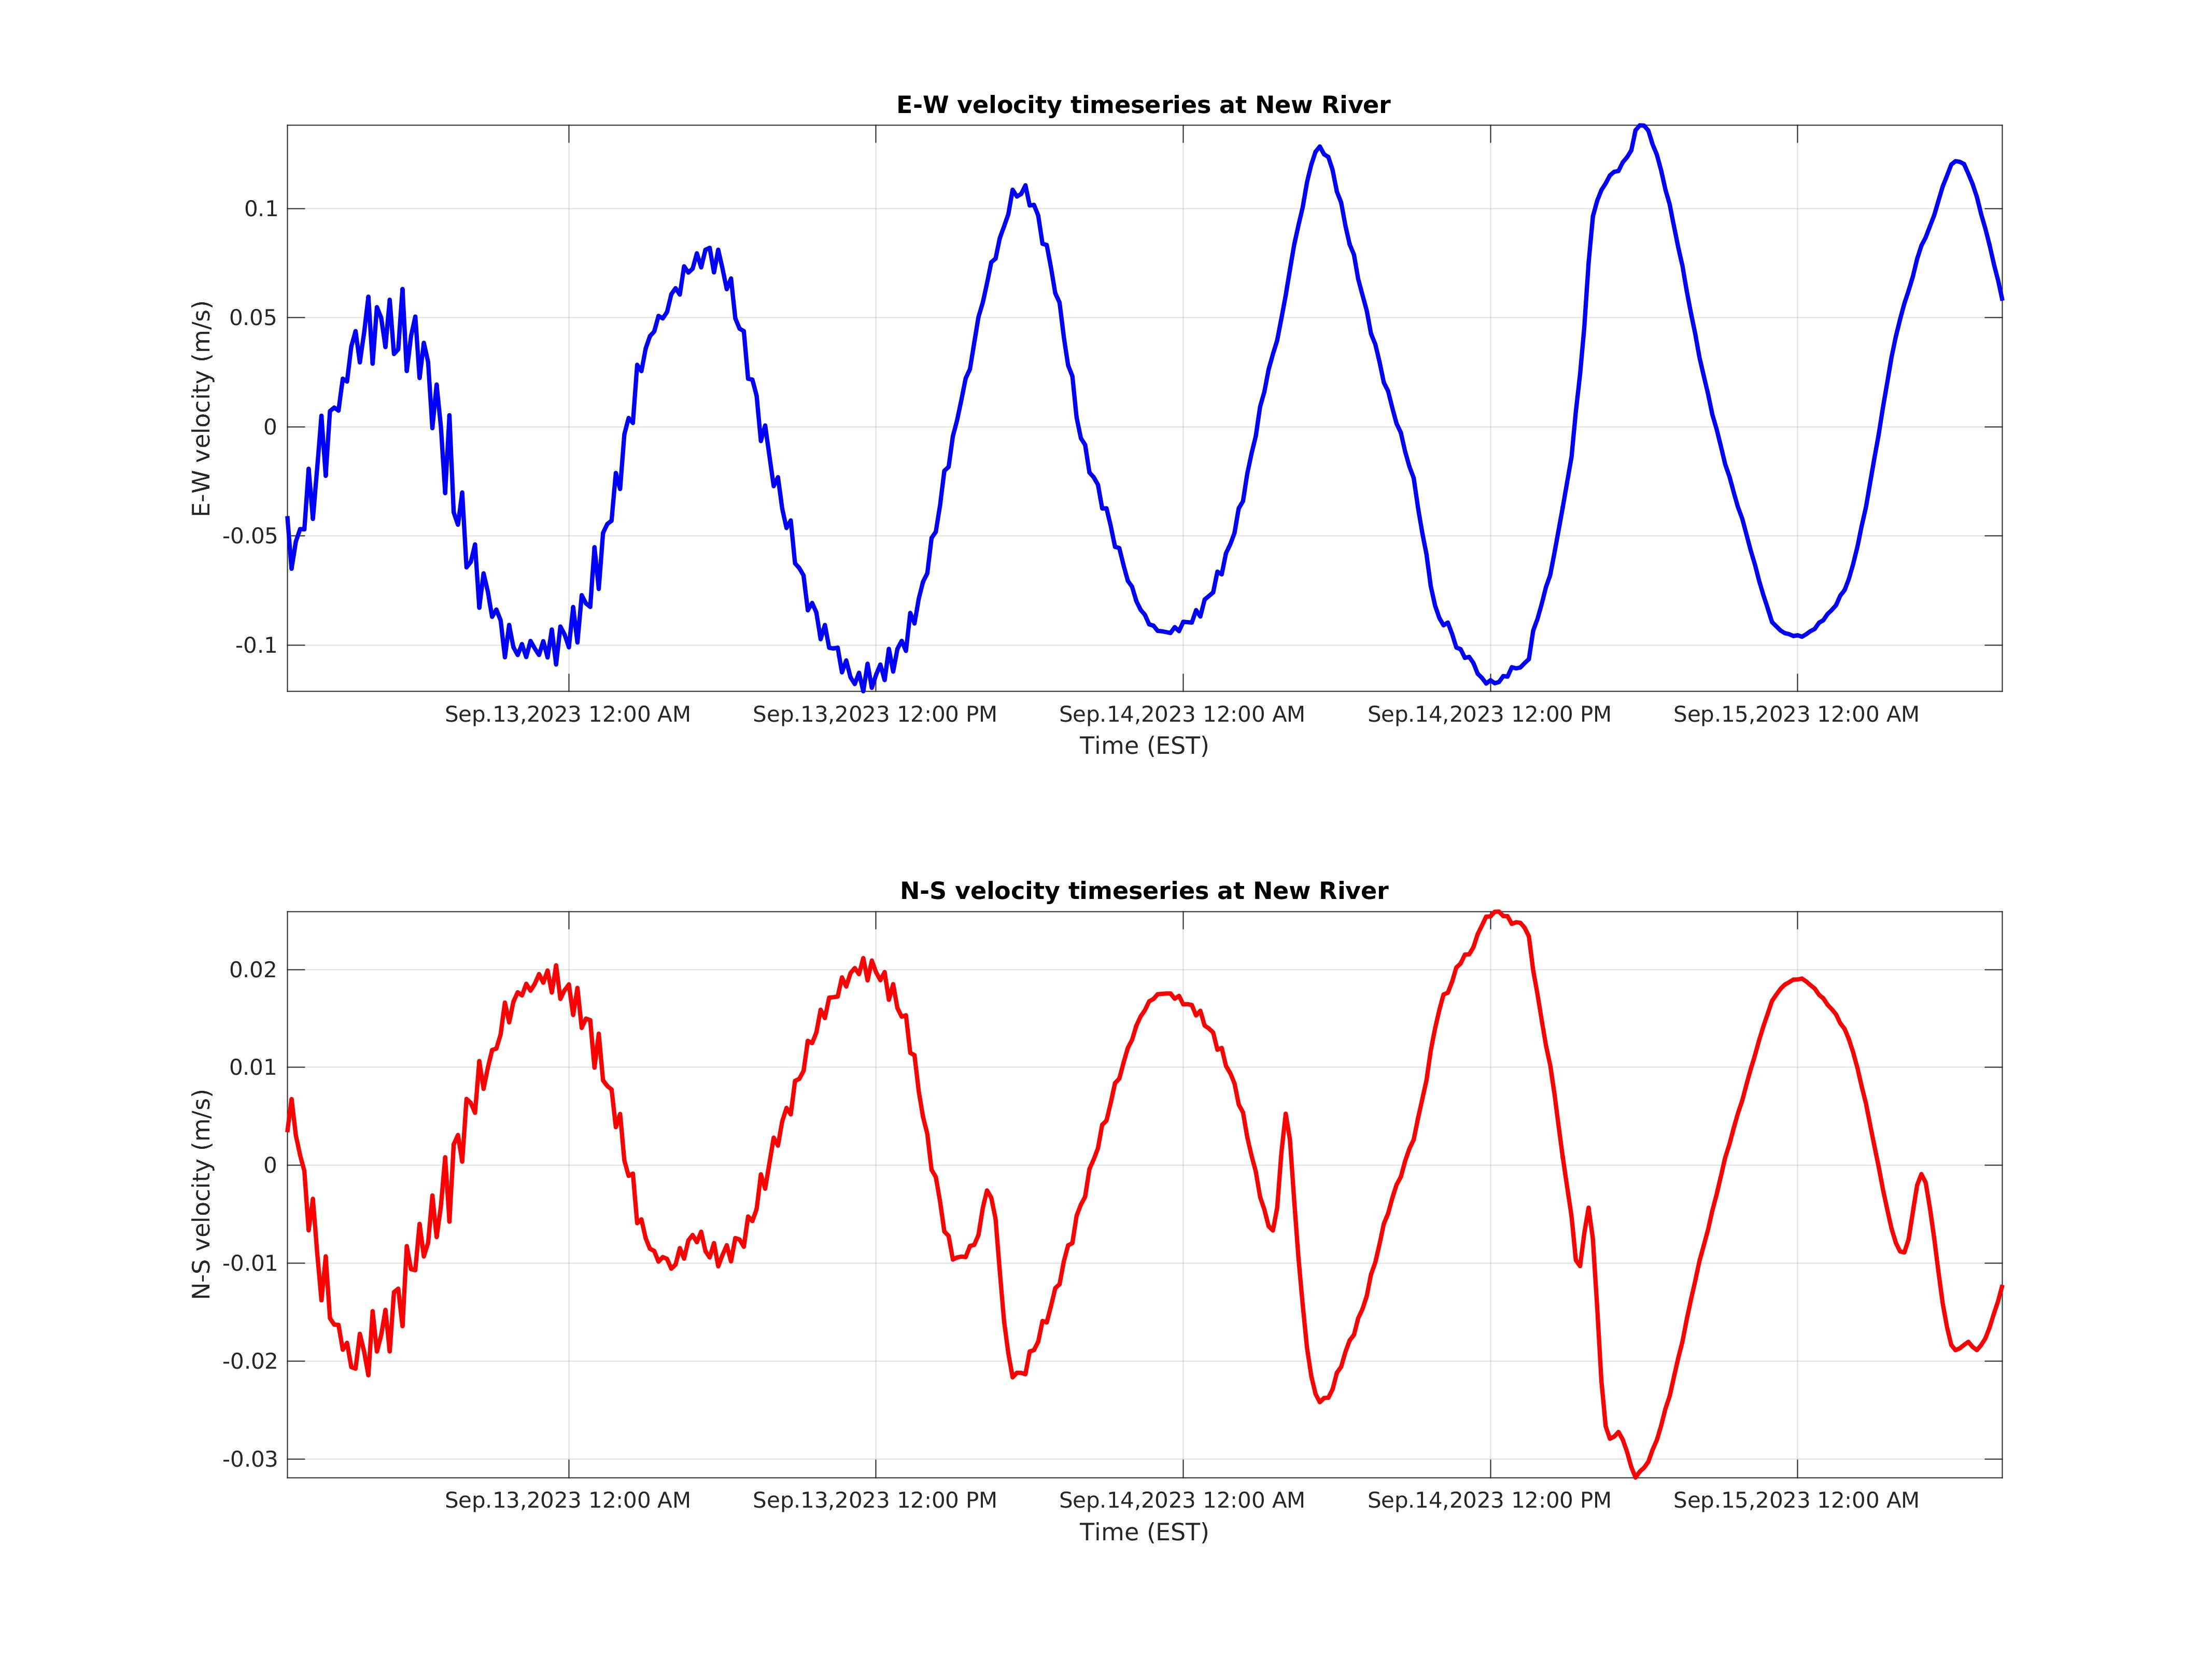 E-W velocity timeseries at New River
E-W velocity (m/s)
0.1
0.05
0
-0.05
-0.1
Sep.13,2023 12:00 AM Sep.13,2023 12:00 PM Sep.14,2023 12:00 AM Sep.14,2023 12:00 PM Sep.15,2023 12:00 AM
Time (EST)
N-S velocity timeseries at New River
N-S velocity (m/s)
0.02
0.01
0
-0.01
-0.02
-0.03
Sep.13,2023 12:00 AM Sep.13,2023 12:00 PM Sep.14,2023 12:00 AM Sep.14,2023 12:00 PM Sep.15,2023 12:00 AM
Time (EST)